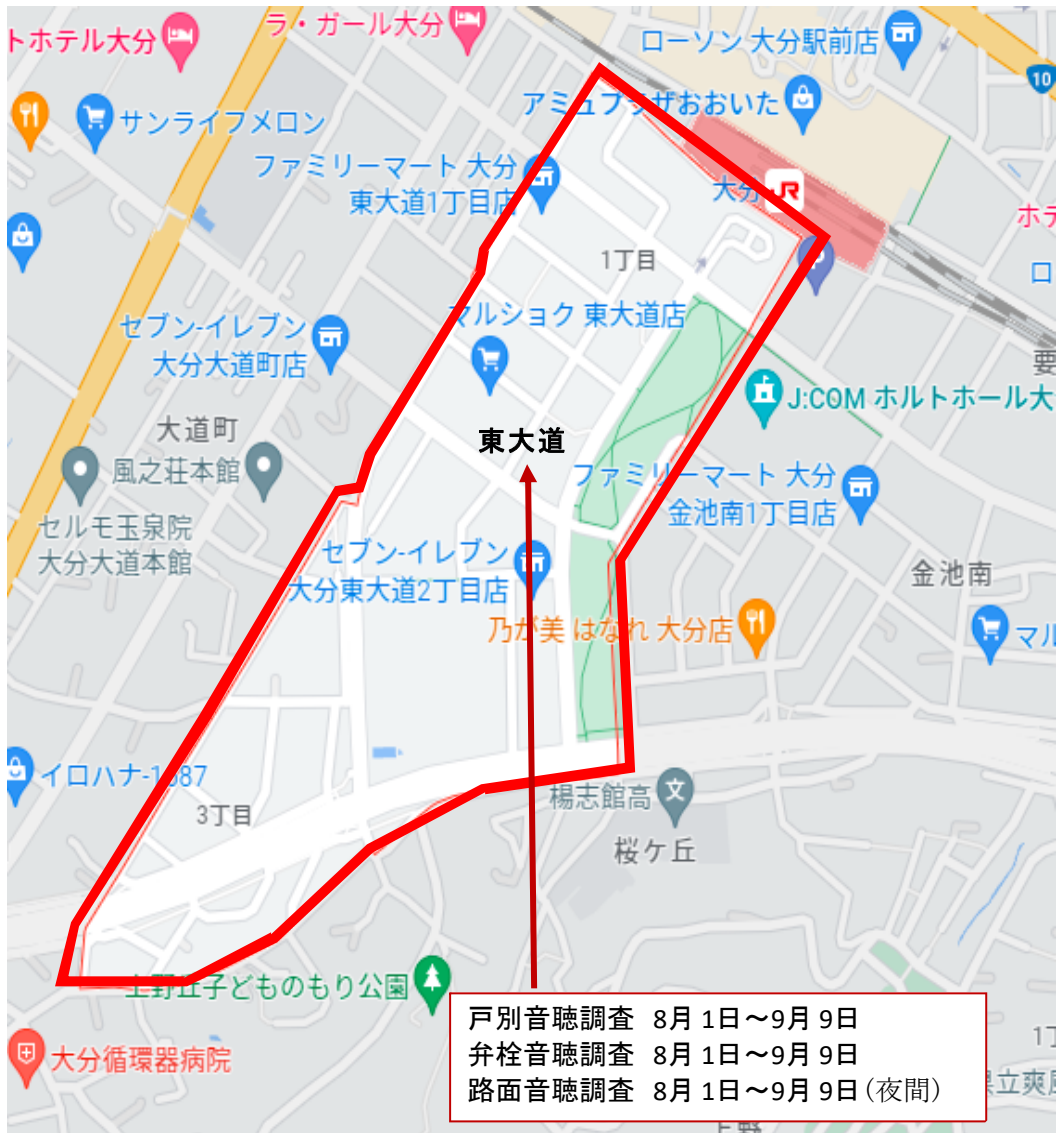 トホテル大分
ラ・ガール大分
ローソン 大分駅前店
10
アミュプラザおおいた
サンライフメロン
ファミリーマート 大分
東大道1丁目店
大分
JR
ホテ
1丁目
ロ
マルショク 東大道店
セブン-イレブン
大分大道町店
要
J:COM ホルトホール大
大道町
東大道
風之荘本館
ファミリーマート 大分
金池南1丁目店
セルモ玉泉院
大分大道本館
セブン-イレブン
大分東大道2丁目店
金池南
乃が美 はなれ 大分店
マル
イロハナ-1087
楊志館高
文
3丁目
桜ケ丘
上野丘子どものもり公園
戸別音聴調査 8月1日~9月9日
弁栓音聴調査 8月1日~9月9日
路面音聴調査 8月1日~9月9日(夜間)
大分循環器病院
1丁
県立爽風
上野